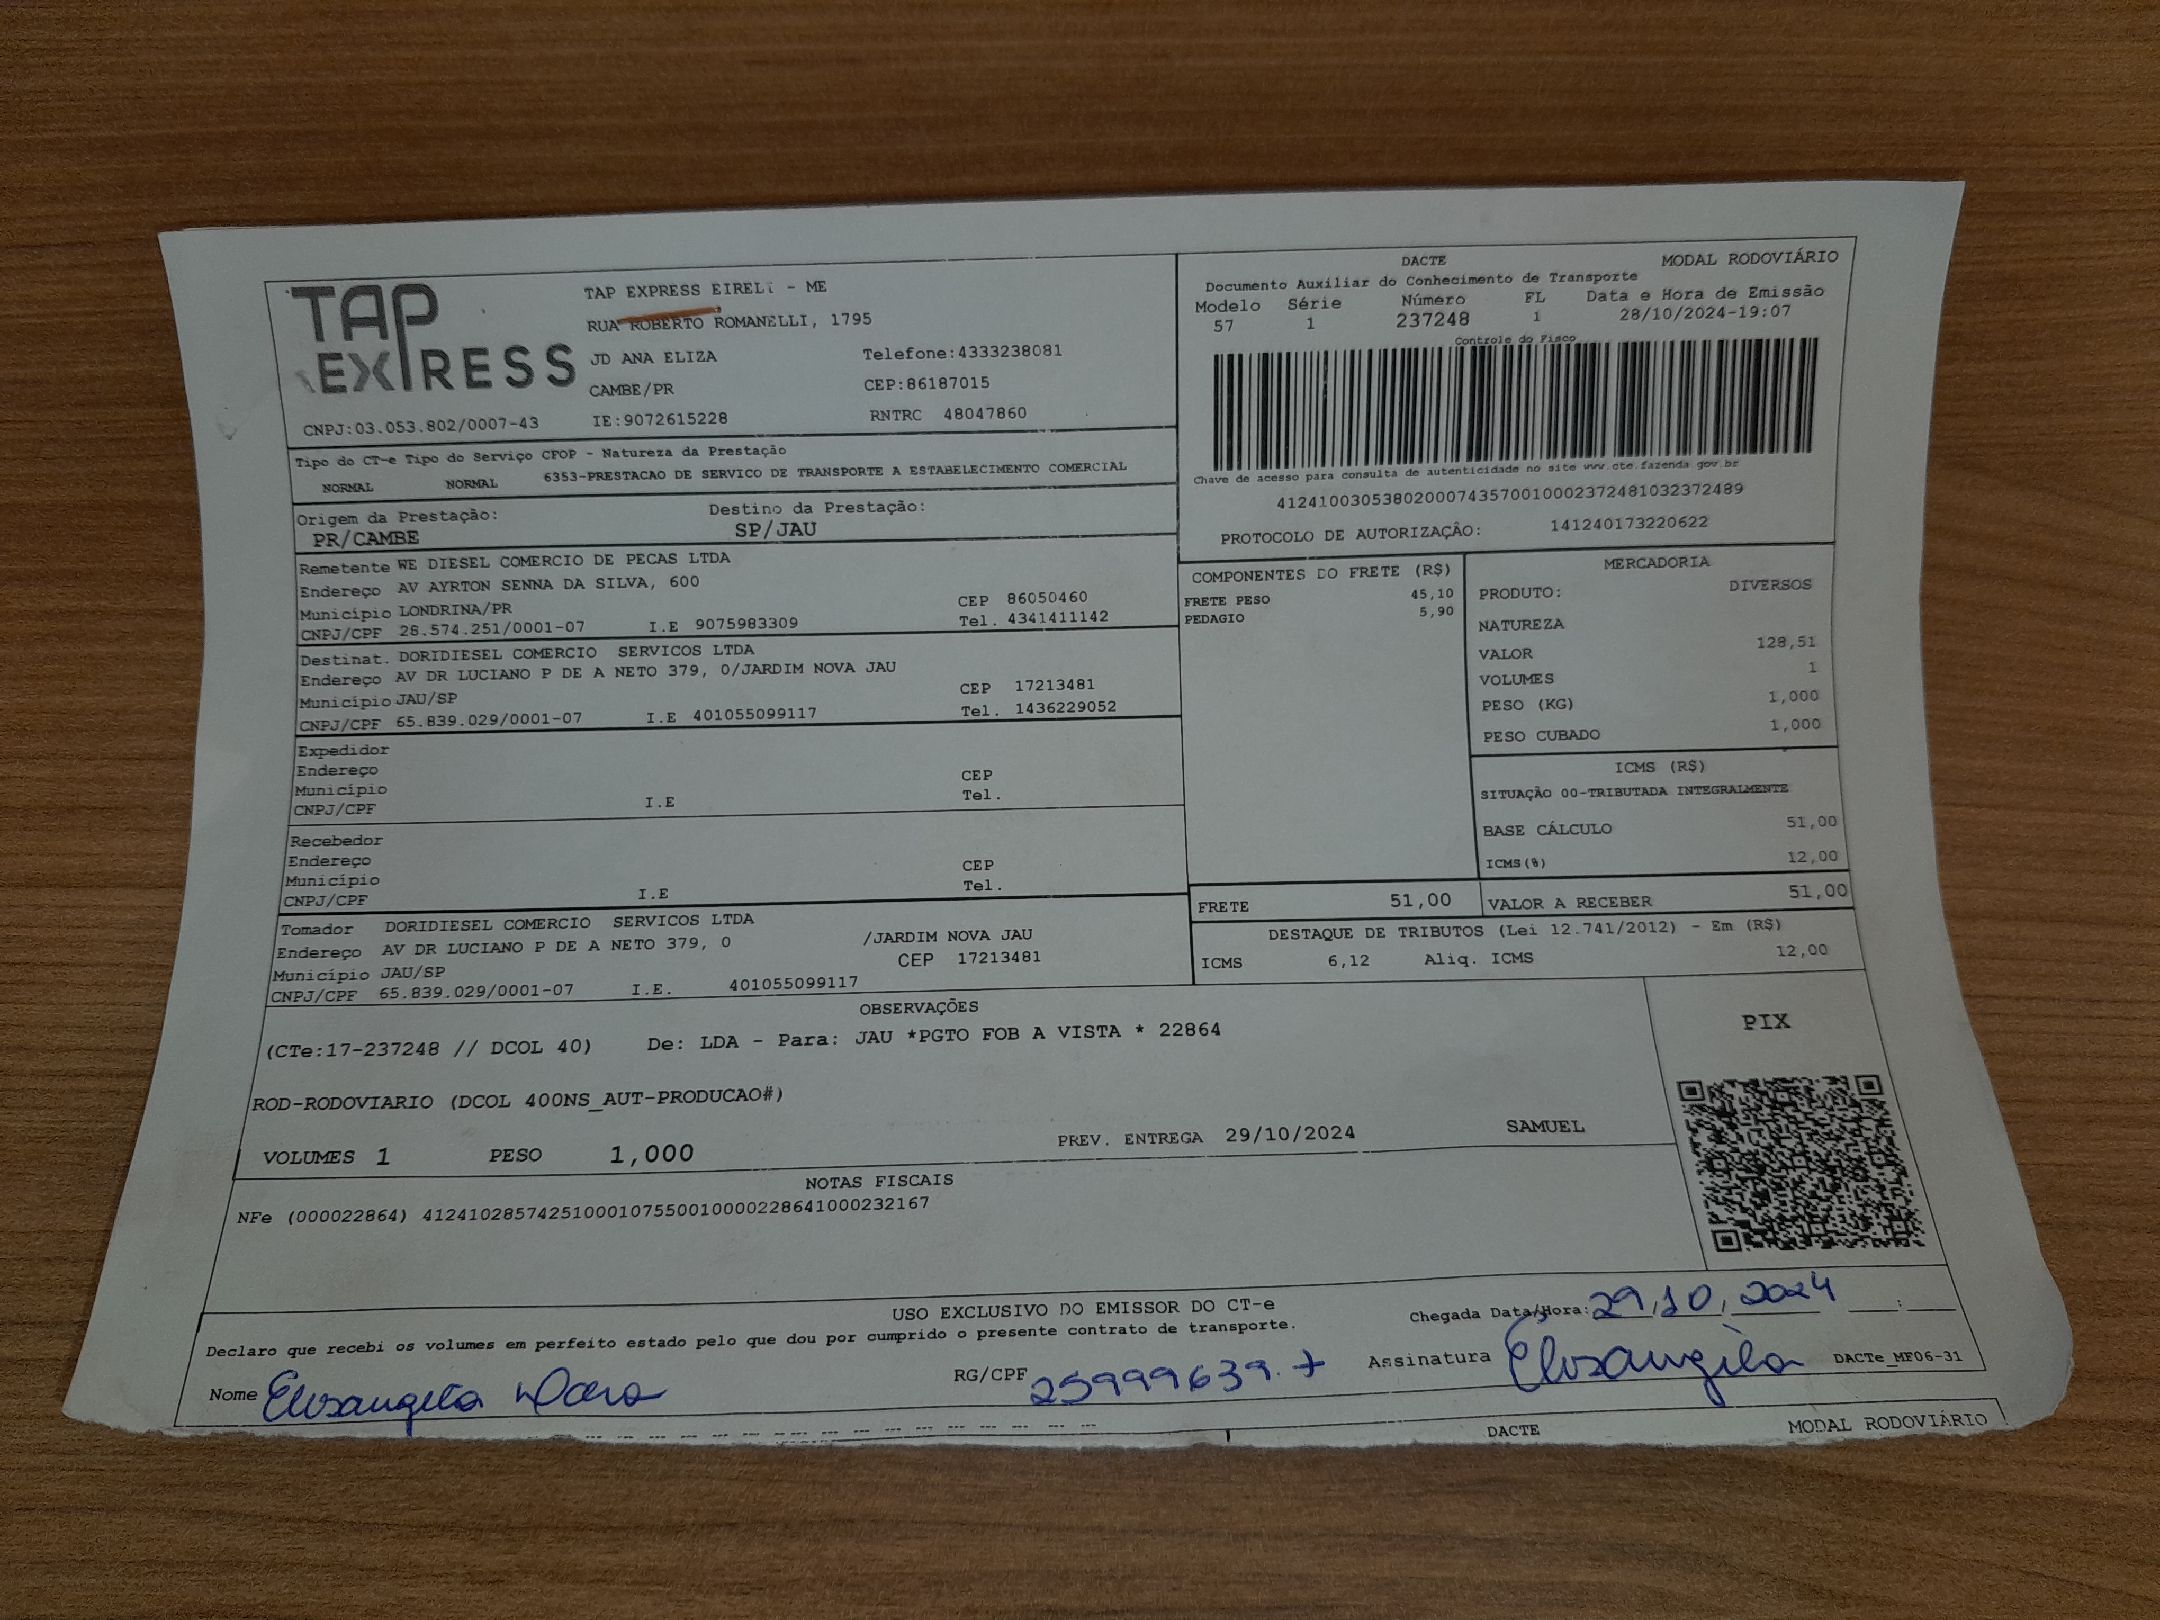 TAP EXPRESS
TAP EXPRESS EIRELI - ME
RUA ROBERTO ROMANELLI, 1795
JD ANA ELIZA Telefone:4333238081
CAMBE/PR CEP:86187015
CNPJ:03.053.802/0007-43 IE:9072615228 RNTRC 48047860
DACTE MODAL RODOVIÁRIO
Documento Auxiliar do Conhecimento de Transporte
Modelo Série Número FL Data e Hora de Emissão
57 1 237248 1 28/10/2024-19:07
Controle do Fisco
Chave de acesso para consulta de autenticidade no site www.cte.fazenda.gov.br
41241003053802000743570010002372481032372489
PROTOCOLO DE AUTORIZAÇÃO: 141240173220622
Tipo do CT-e Tipo do Serviço CFOP - Natureza da Prestação
NORMAL NORMAL 6353-PRESTACAO DE SERVICO DE TRANSPORTE A ESTABELECIMENTO COMERCIAL
Origem da Prestação: Destino da Prestação:
PR/CAMBE SP/JAU
Remetente WE DIESEL COMERCIO DE PECAS LTDA
Endereço AV AYRTON SENNA DA SILVA, 600
Município LONDRINA/PR CEP 86050460
CNPJ/CPF 28.574.251/0001-07 I.E 9075983309 Tel. 4341411142
Destinat. DORIDIESEL COMERCIO SERVICOS LTDA
Endereço AV DR LUCIANO P DE A NETO 379, 0/JARDIM NOVA JAU
Município JAU/SP CEP 17213481
CNPJ/CPF 65.839.029/0001-07 I.E 401055099117 Tel. 1436229052
Expedidor
Endereço CEP
Município Tel.
CNPJ/CPF I.E
Recebedor
Endereço CEP
Município Tel.
CNPJ/CPF I.E
Tomador DORIDIESEL COMERCIO SERVICOS LTDA
Endereço AV DR LUCIANO P DE A NETO 379, 0 /JARDIM NOVA JAU
Município JAU/SP CEP 17213481
CNPJ/CPF 65.839.029/0001-07 I.E. 401055099117
COMPONENTES DO FRETE (R$)
FRETE PESO 45,10
PEDAGIO 5,90
MERCADORIA
PRODUTO: DIVERSOS
NATUREZA
VALOR 128,51
VOLUMES 1
PESO (KG) 1,000
PESO CUBADO 1,000
ICMS (R$)
SITUAÇÃO 00-TRIBUTADA INTEGRALMENTE
BASE CÁLCULO 51,00
ICMS(%) 12,00
FRETE 51,00 VALOR A RECEBER 51,00
DESTAQUE DE TRIBUTOS (Lei 12.741/2012) - Em (R$)
ICMS 6,12 Aliq. ICMS 12,00
OBSERVAÇÕES
(CTe:17-237248 // DCOL 40) De: LDA - Para: JAU *PGTO FOB A VISTA * 22864
ROD-RODOVIARIO (DCOL 400NS_AUT-PRODUCAO#)
VOLUMES 1 PESO 1,000 PREV. ENTREGA 29/10/2024 SAMUEL
PIX
NOTAS FISCAIS
NFe (000022864) 41241028574251000107550010000228641000232167
USO EXCLUSIVO DO EMISSOR DO CT-e
Declaro que recebi os volumes em perfeito estado pelo que dou por cumprido o presente contrato de transporte.
Chegada Data/Hora: 29/10/2024 :
Nome Elosangela RG/CPF 25999639.7 Assinatura Elosangela DACTe_MF06-31
DACTE MODAL RODOVIÁRIO